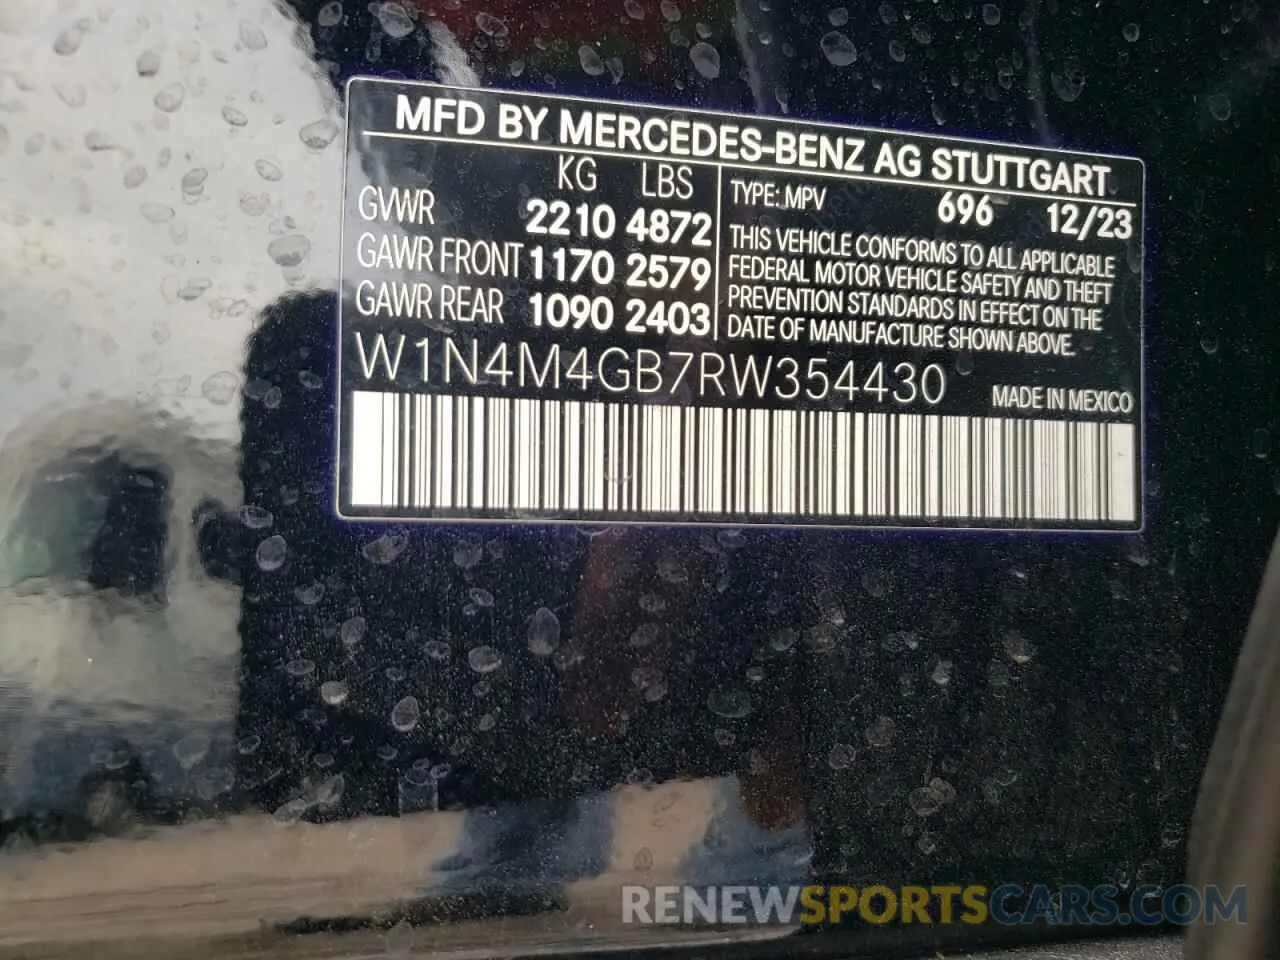 MFD BY MERCEDES-BENZ AG STUTTGART
KG LBS
GVWR 2210 4872
GAWR FRONT 1170 2579
GAWR REAR 1090 2403
TYPE: MPV 696 12/23
THIS VEHICLE CONFORMS TO ALL APPLICABLE
FEDERAL MOTOR VEHICLE SAFETY AND THEFT
PREVENTION STANDARDS IN EFFECT ON THE
DATE OF MANUFACTURE SHOWN ABOVE.
W1N4M4GB7RW354430
MADE IN MEXICO
RENEWSPORTSCARS.COM